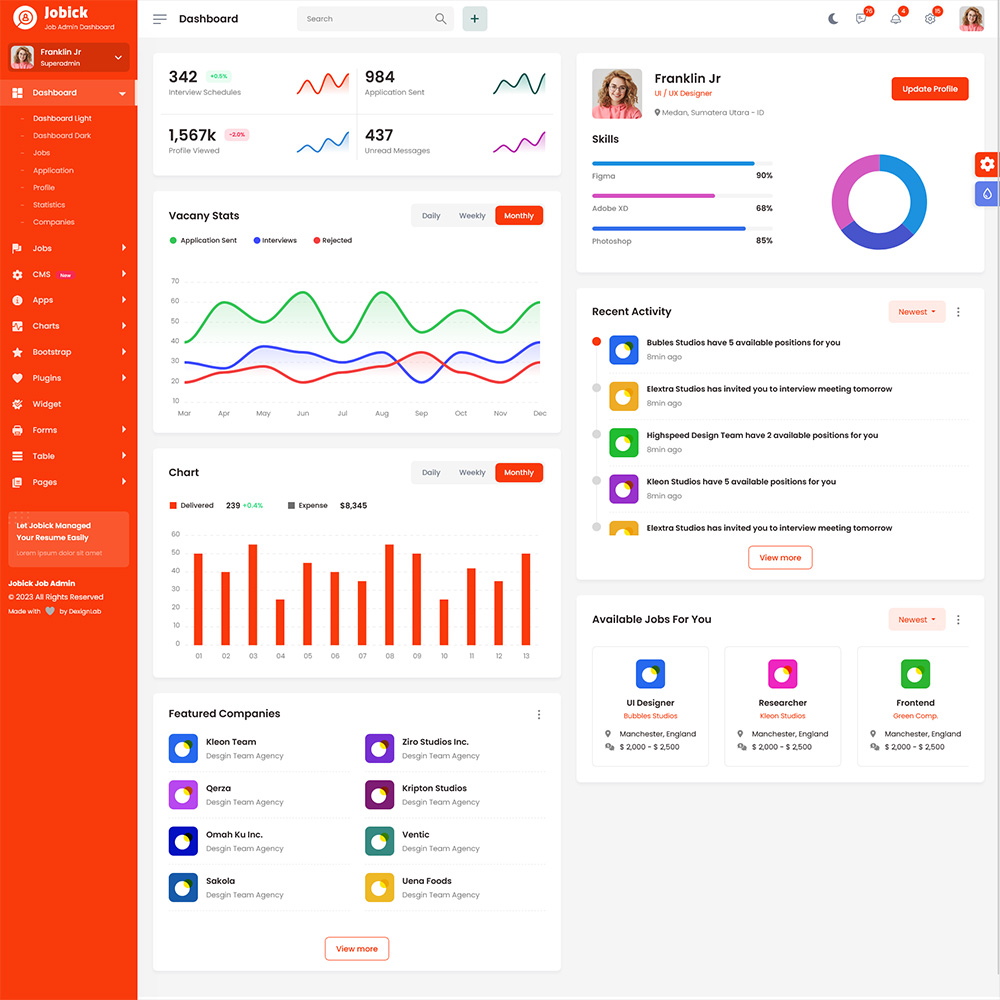 Jobick
Job Admin Dashboard
Franklin Jr
Superadmin
Dashboard
Dashboard Light
Dashboard Dark
Jobs
Application
Profile
Statistics
Companies
Jobs
CMS New
Apps
Charts
Bootstrap
Plugins
Widget
Forms
Table
Pages
Let Jobick Managed
Your Resume Easily
Lorem ipsum dolor sit amet
Jobick Job Admin
© 2023 All Rights Reserved
Made with by DexignLab
Dashboard
Search
+
76
4
15
342 +0.5%
Interview Schedules
984
Application Sent
1,567k -2.0%
Profile Viewed
437
Unread Messages
Vacany Stats
Daily Weekly Monthly
Application Sent Interviews Rejected
70
60
50
40
30
20
10
Mar Apr May Jun Jul Aug Sep Oct Nov Dec
Chart
Daily Weekly Monthly
Delivered 239 +0.4% Expense $8,345
60
50
40
30
20
10
0
01 02 03 04 05 06 07 08 09 10 11 12 13
Featured Companies
Kleon Team
Desgin Team Agency
Ziro Studios Inc.
Desgin Team Agency
Qerza
Desgin Team Agency
Kripton Studios
Desgin Team Agency
Omah Ku Inc.
Desgin Team Agency
Ventic
Desgin Team Agency
Sakola
Desgin Team Agency
Uena Foods
Desgin Team Agency
View more
Franklin Jr
UI / UX Designer
Medan, Sumatera Utara - ID
Update Profile
Skills
Figma 90%
Adobe XD 68%
Photoshop 85%
Recent Activity
Newest
Bubles Studios have 5 available positions for you
8min ago
Elextra Studios has invited you to interview meeting tomorrow
8min ago
Highspeed Design Team have 2 available positions for you
8min ago
Kleon Studios have 5 available positions for you
8min ago
Elextra Studios has invited you to interview meeting tomorrow
View more
Available Jobs For You
Newest
UI Designer
Bubbles Studios
Manchester, England
$ 2,000 - $ 2,500
Researcher
Kleon Studios
Manchester, England
$ 2,000 - $ 2,500
Frontend
Green Comp.
Manchester, England
$ 2,000 - $ 2,500